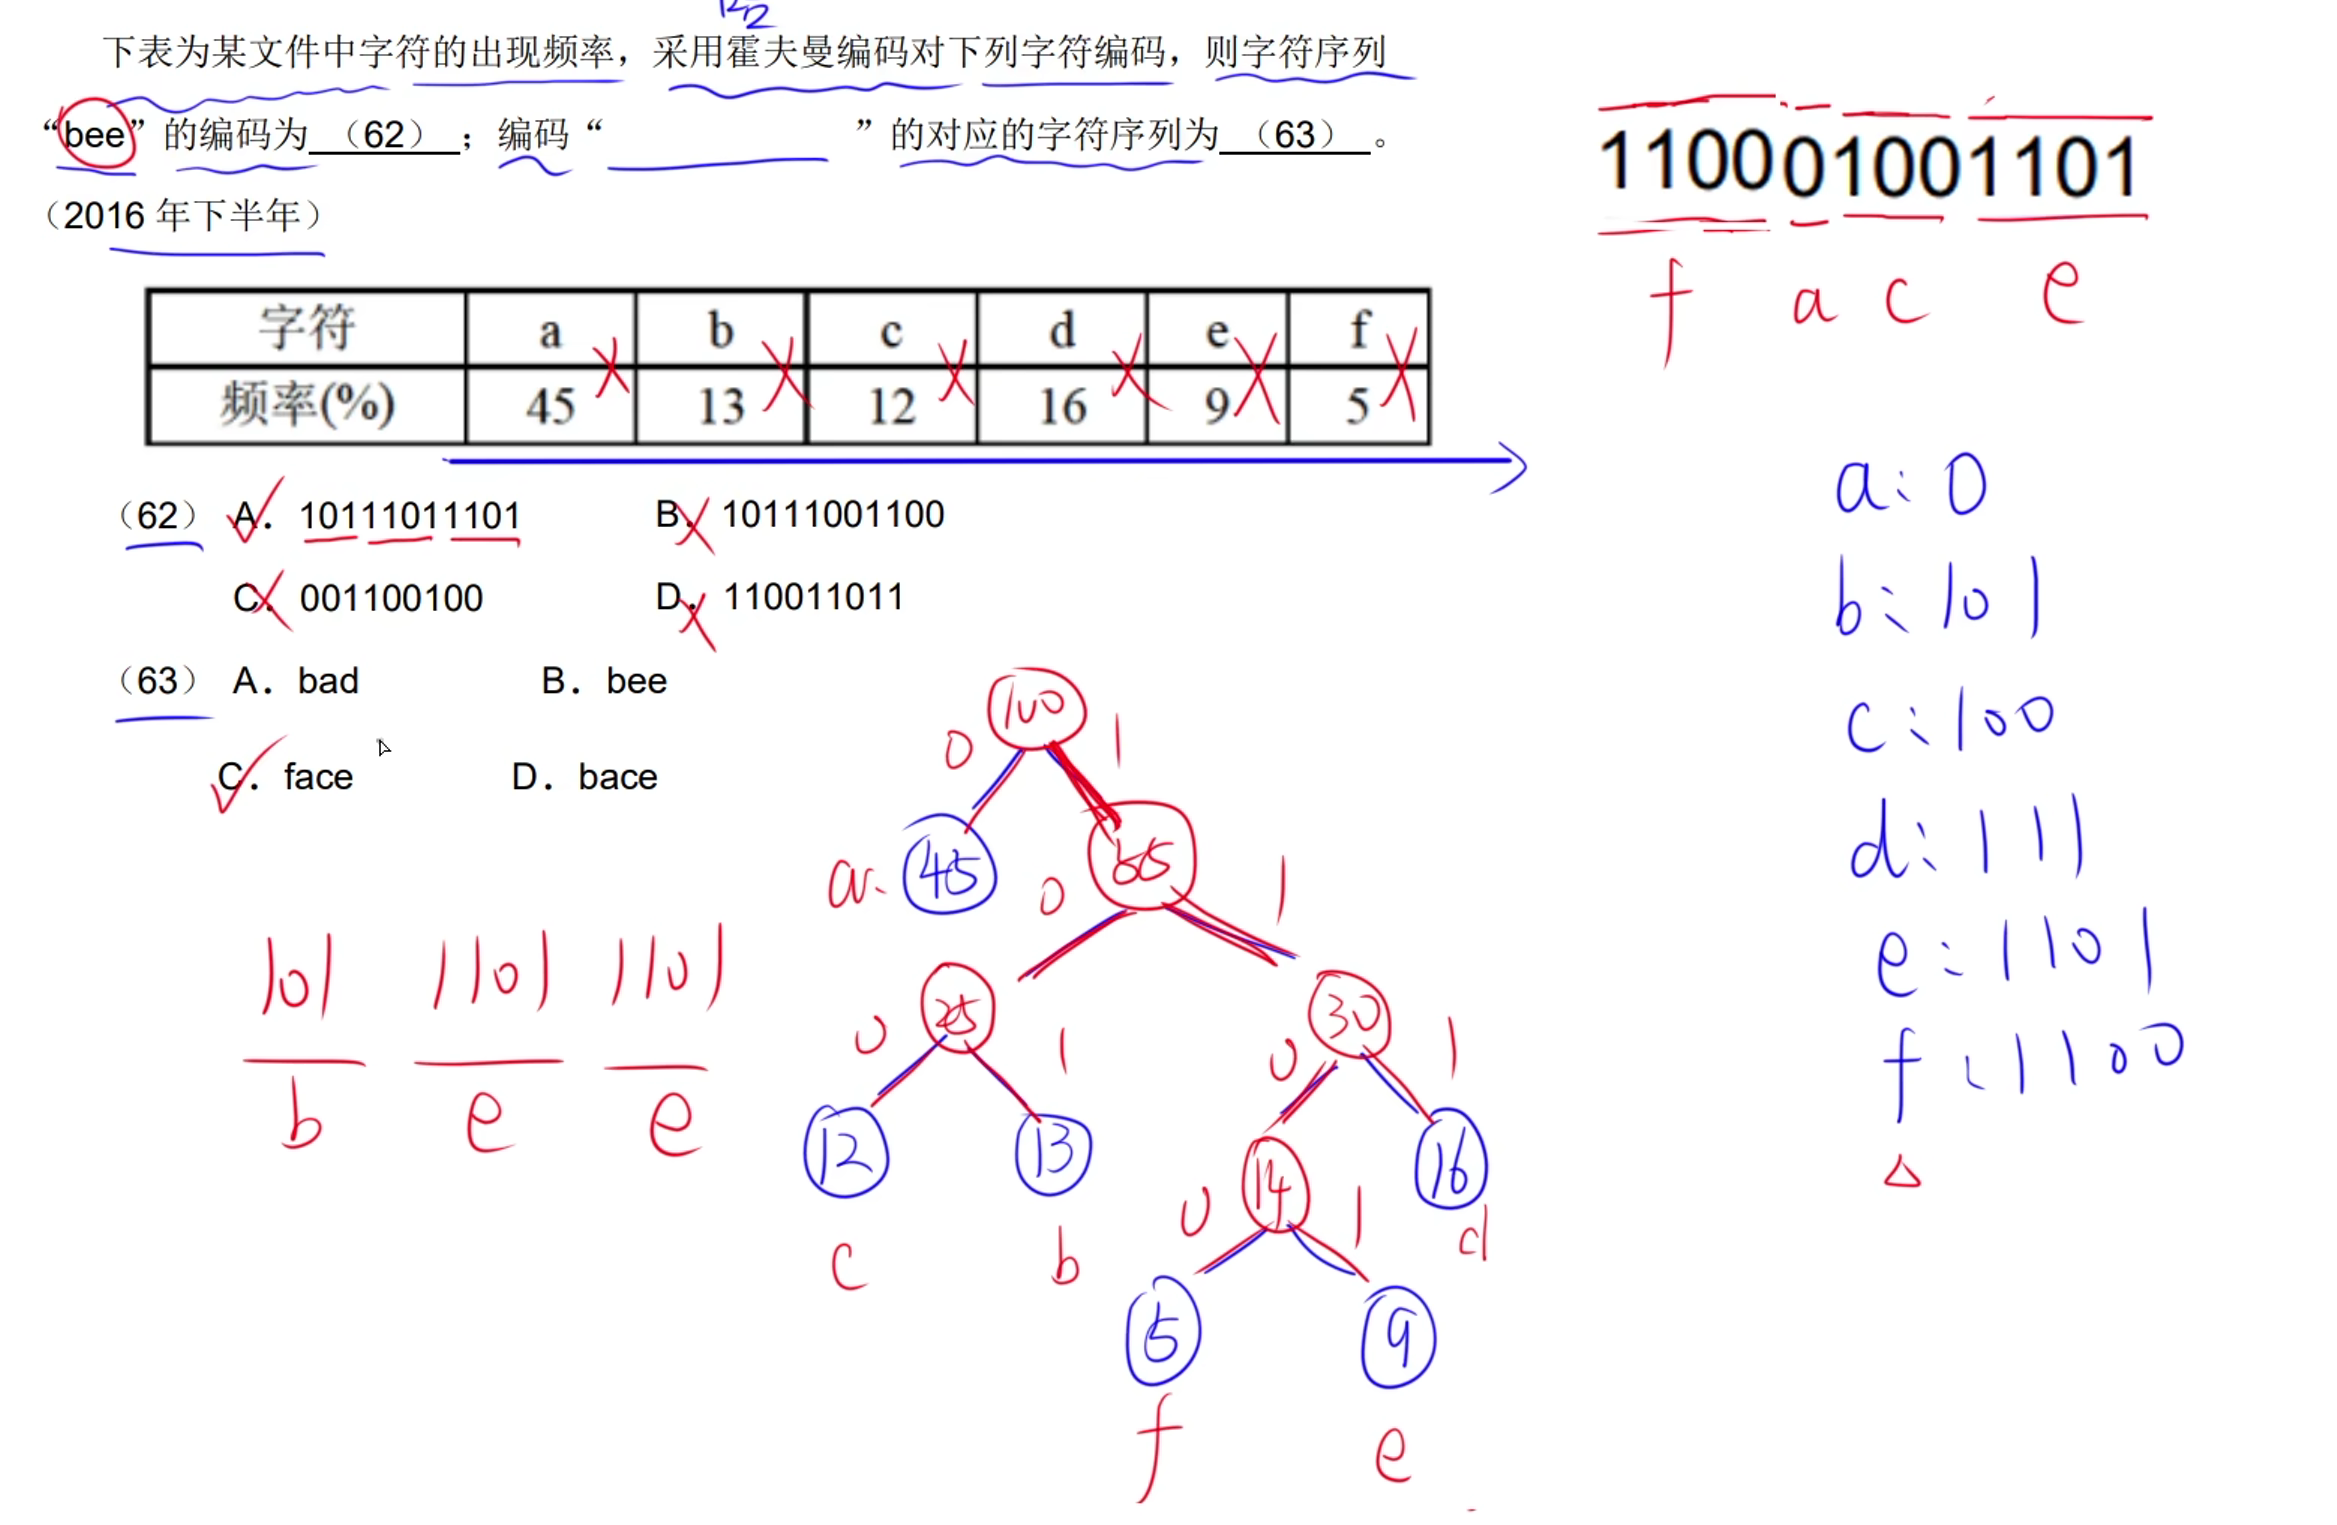 下表为某文件中字符的出现频率，采用霍夫曼编码对下列字符编码，则字符序列
“bee”的编码为 （62） ；编码“ ”的对应的字符序列为 （63） 。
（2016 年下半年）
110001001101
f a c e
字符 a b c d e f
频率(%) 45 13 12 16 9 5
（62） A. 10111011101 B. 10111001100
C. 001100100 D. 110011011
（63） A. bad B. bee
C. face D. bace
a: 0
b: 101
c: 100
d: 111
e: 1101
f: 1100
100
0 1
a. 45 55
0 1
25 30
0 1 0 1
12 13 14 16
c b d
0 1
5 9
f e
101 1101 1101
b e e